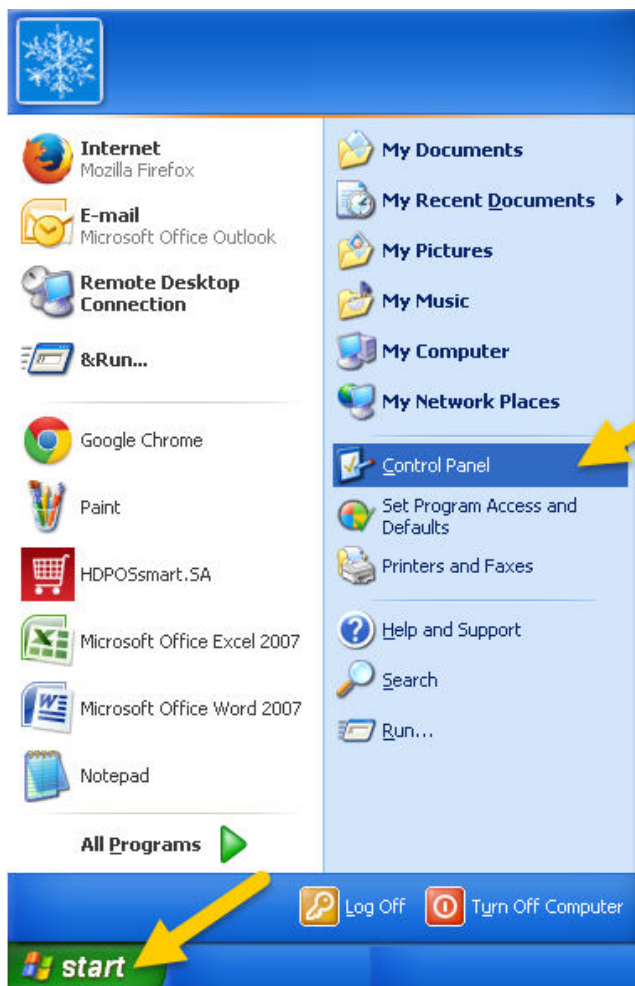 Internet
Mozilla Firefox
E-mail
Microsoft Office Outlook
Remote Desktop
Connection
&Run...
Google Chrome
Paint
HDPOSsmart.SA
Microsoft Office Excel 2007
Microsoft Office Word 2007
Notepad
All Programs
My Documents
My Recent Documents
My Pictures
My Music
My Computer
My Network Places
Control Panel
Set Program Access and
Defaults
Printers and Faxes
Help and Support
Search
Run...
Log Off
Turn Off Computer
start